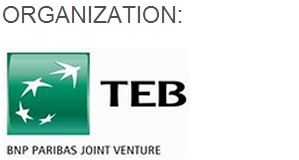 ORGANIZATION:
TEB
BNP PARIBAS JOINT VENTURE